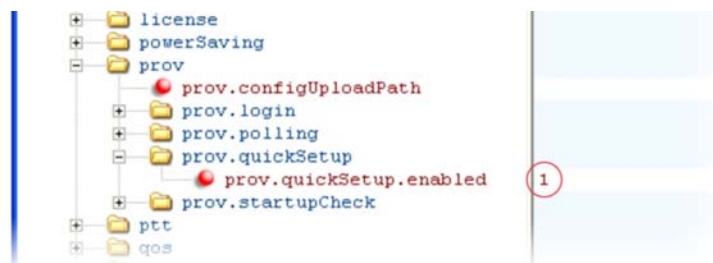 license
powerSaving
prov
prov.configUploadPath
prov.login
prov.polling
prov.quickSetup
prov.quickSetup.enabled 1
prov.startupCheck
ptt
qos